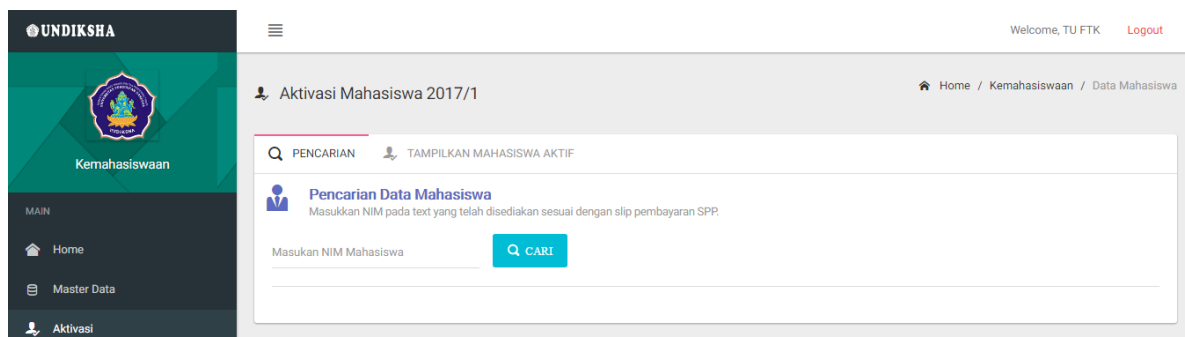 UNDIKSHA
Welcome, TU FTK Logout
Kemahasiswaan
MAIN
Home
Master Data
Aktivasi
Aktivasi Mahasiswa 2017/1
Home / Kemahasiswaan / Data Mahasiswa
PENCARIAN TAMPILKAN MAHASISWA AKTIF
Pencarian Data Mahasiswa
Masukkan NIM pada text yang telah disediakan sesuai dengan slip pembayaran SPP.
Masukan NIM Mahasiswa CARI